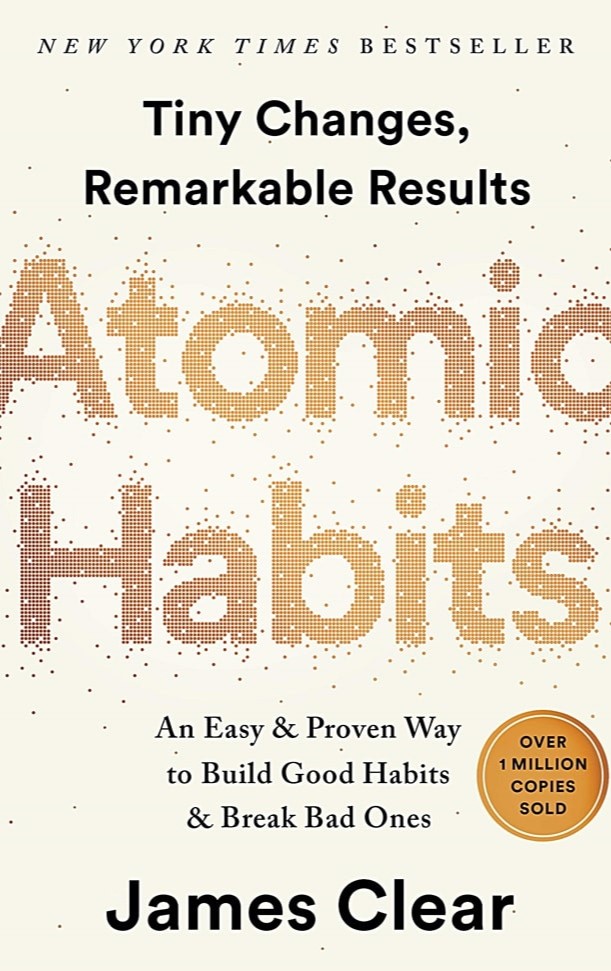 NEW YORK TIMES BESTSELLER
Tiny Changes,
Remarkable Results
Atomic
Habits
An Easy & Proven Way
to Build Good Habits
& Break Bad Ones
OVER
1 MILLION
COPIES
SOLD
James Clear